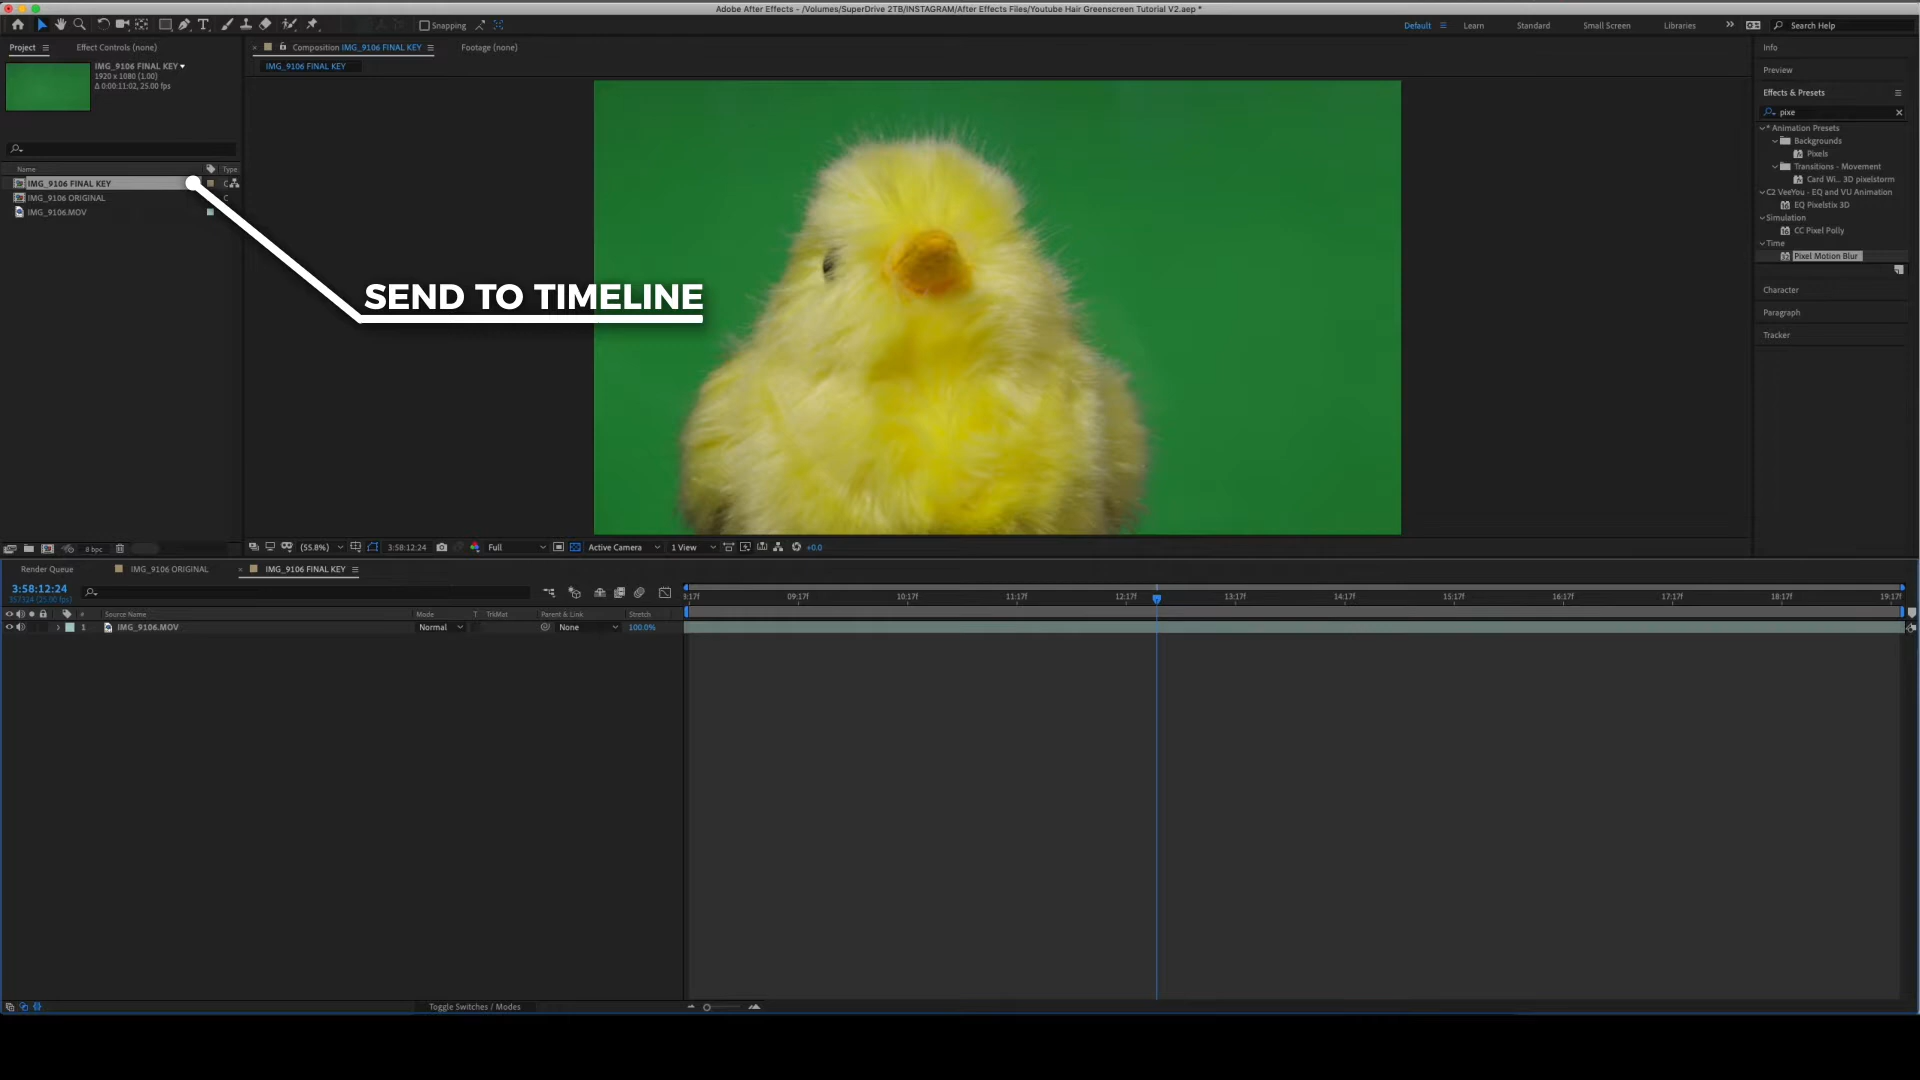 Adobe After Effects - /Volumes/SuperDrive 2TB/INSTAGRAM/After Effects Files/Youtube Hair Greenscreen Tutorial V2.aep *
Snapping
Default
Learn
Standard
Small Screen
Libraries
Search Help
Project
Effect Controls (none)
Composition IMG_9106 FINAL KEY
Footage (none)
Info
IMG_9106 FINAL KEY
1920 x 1080 (1.00)
Δ 0:00:11:02, 25.00 fps
IMG_9106 FINAL KEY
Preview
Effects & Presets
pixe
* Animation Presets
Backgrounds
Pixels
Transitions - Movement
Card Wi... 3D pixelstorm
C2 VeeYou - EQ and VU Animation
EQ Pixelstix 3D
Simulation
CC Pixel Polly
Time
Pixel Motion Blur
Character
Paragraph
Tracker
Name
Type
IMG_9106 FINAL KEY
C
IMG_9106 ORIGINAL
C
IMG_9106.MOV
SEND TO TIMELINE
8 bpc
(55.8%)
3:58:12:24
Full
Active Camera
1 View
+0.0
Render Queue
IMG_9106 ORIGINAL
IMG_9106 FINAL KEY
3:58:12:24
#
Source Name
Mode
T
TrkMat
Parent & Link
Stretch
1
IMG_9106.MOV
Normal
None
100.0%
09:17f
10:17f
11:17f
12:17f
13:17f
14:17f
15:17f
16:17f
17:17f
18:17f
19:17f
Toggle Switches / Modes